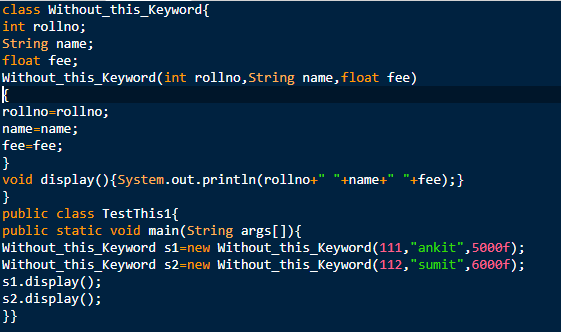 class Without_this_Keyword{
int rollno;
String name;
float fee;
Without_this_Keyword(int rollno,String name,float fee)
{
rollno=rollno;
name=name;
fee=fee;
}
void display(){System.out.println(rollno+" "+name+" "+fee);}
}
public class TestThis1{
public static void main(String args[]){
Without_this_Keyword s1=new Without_this_Keyword(111,"ankit",5000f);
Without_this_Keyword s2=new Without_this_Keyword(112,"sumit",6000f);
s1.display();
s2.display();
}}